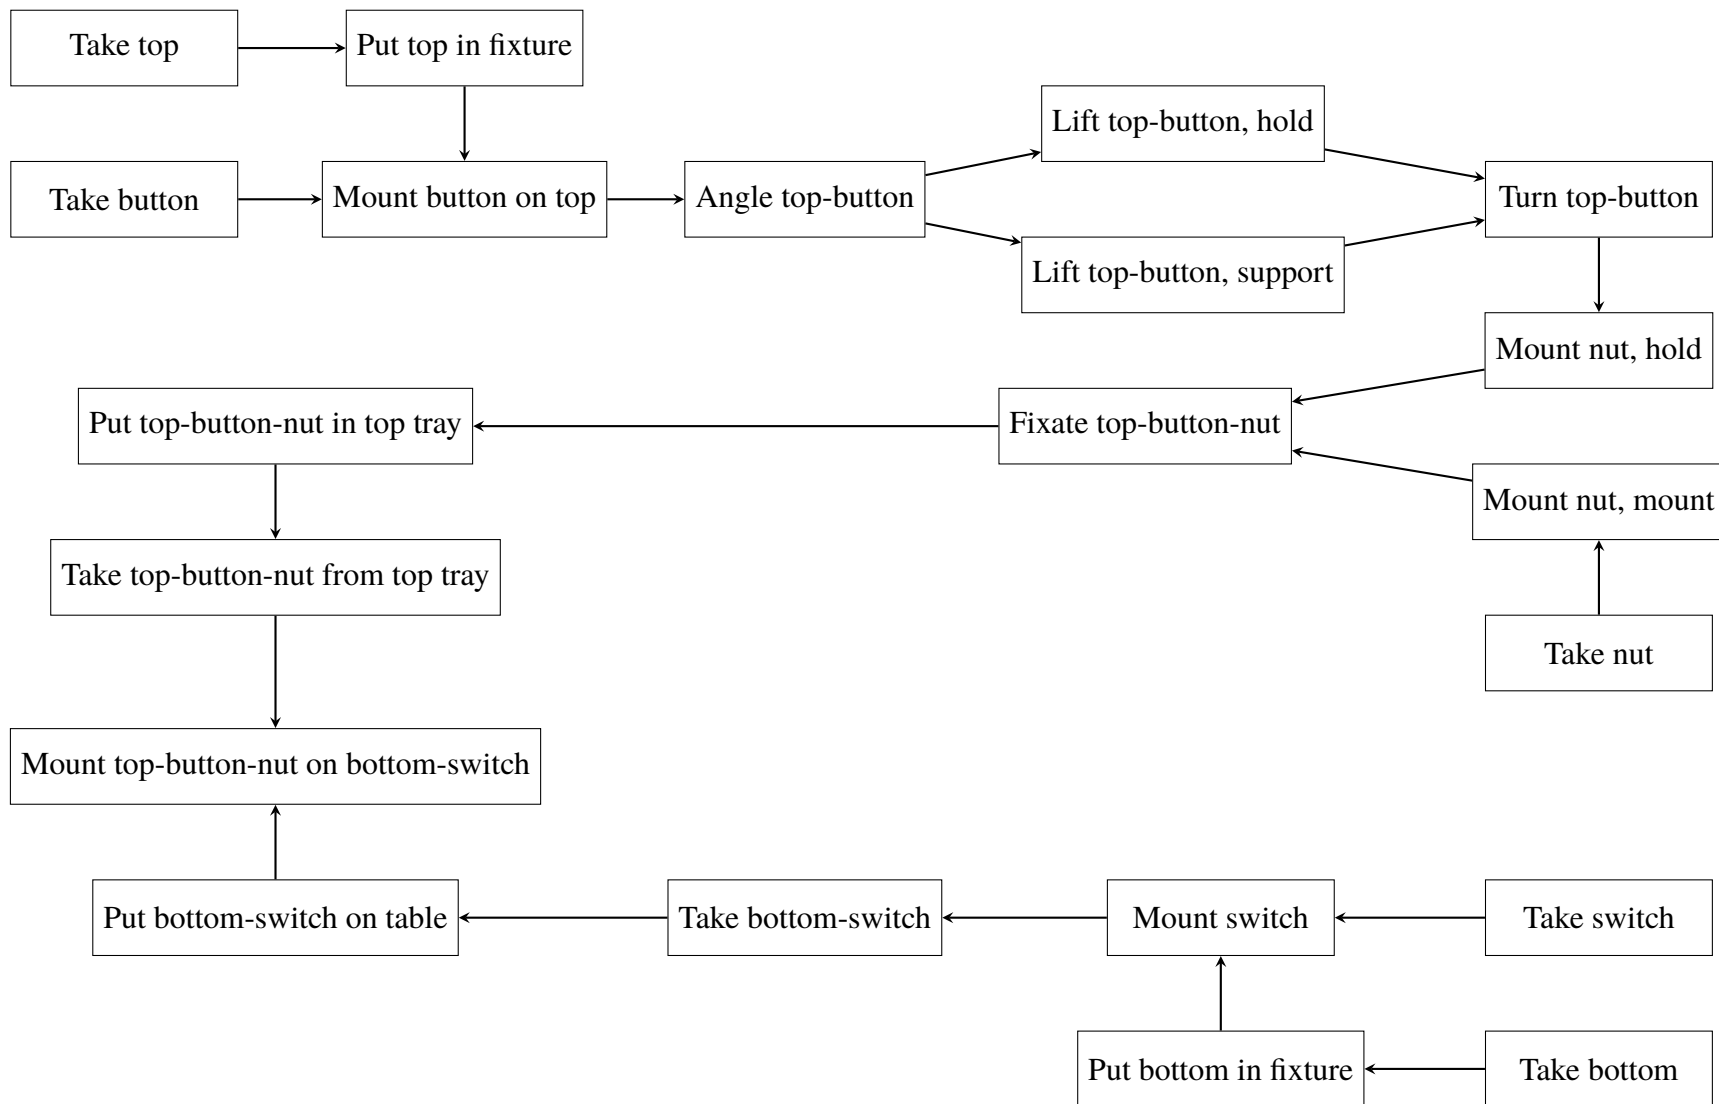 Take top
Put top in fixture
Lift top-button, hold
Take button
Mount button on top
Angle top-button
Turn top-button
Lift top-button, support
Mount nut, hold
Put top-button-nut in top tray
Fixate top-button-nut
Mount nut, mount
Take top-button-nut from top tray
Take nut
Mount top-button-nut on bottom-switch
Put bottom-switch on table
Take bottom-switch
Mount switch
Take switch
Put bottom in fixture
Take bottom